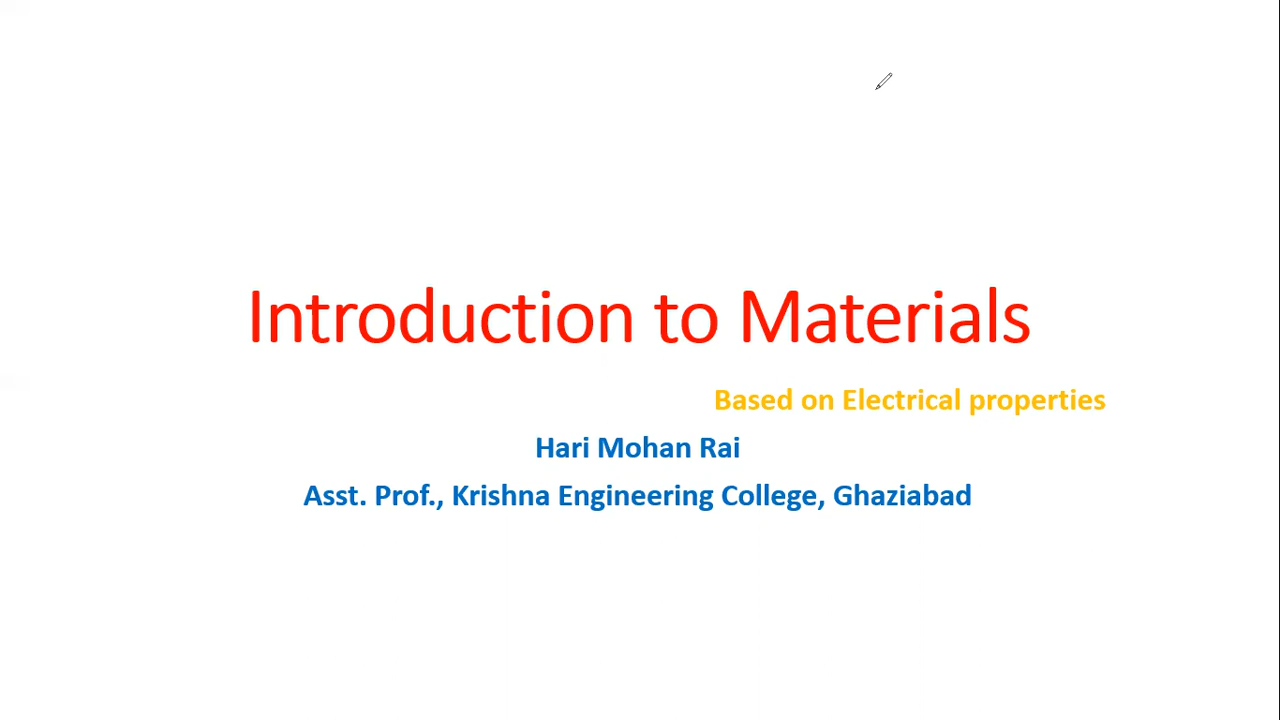 Introduction to Materials
Based on Electrical properties
Hari Mohan Rai
Asst. Prof., Krishna Engineering College, Ghaziabad